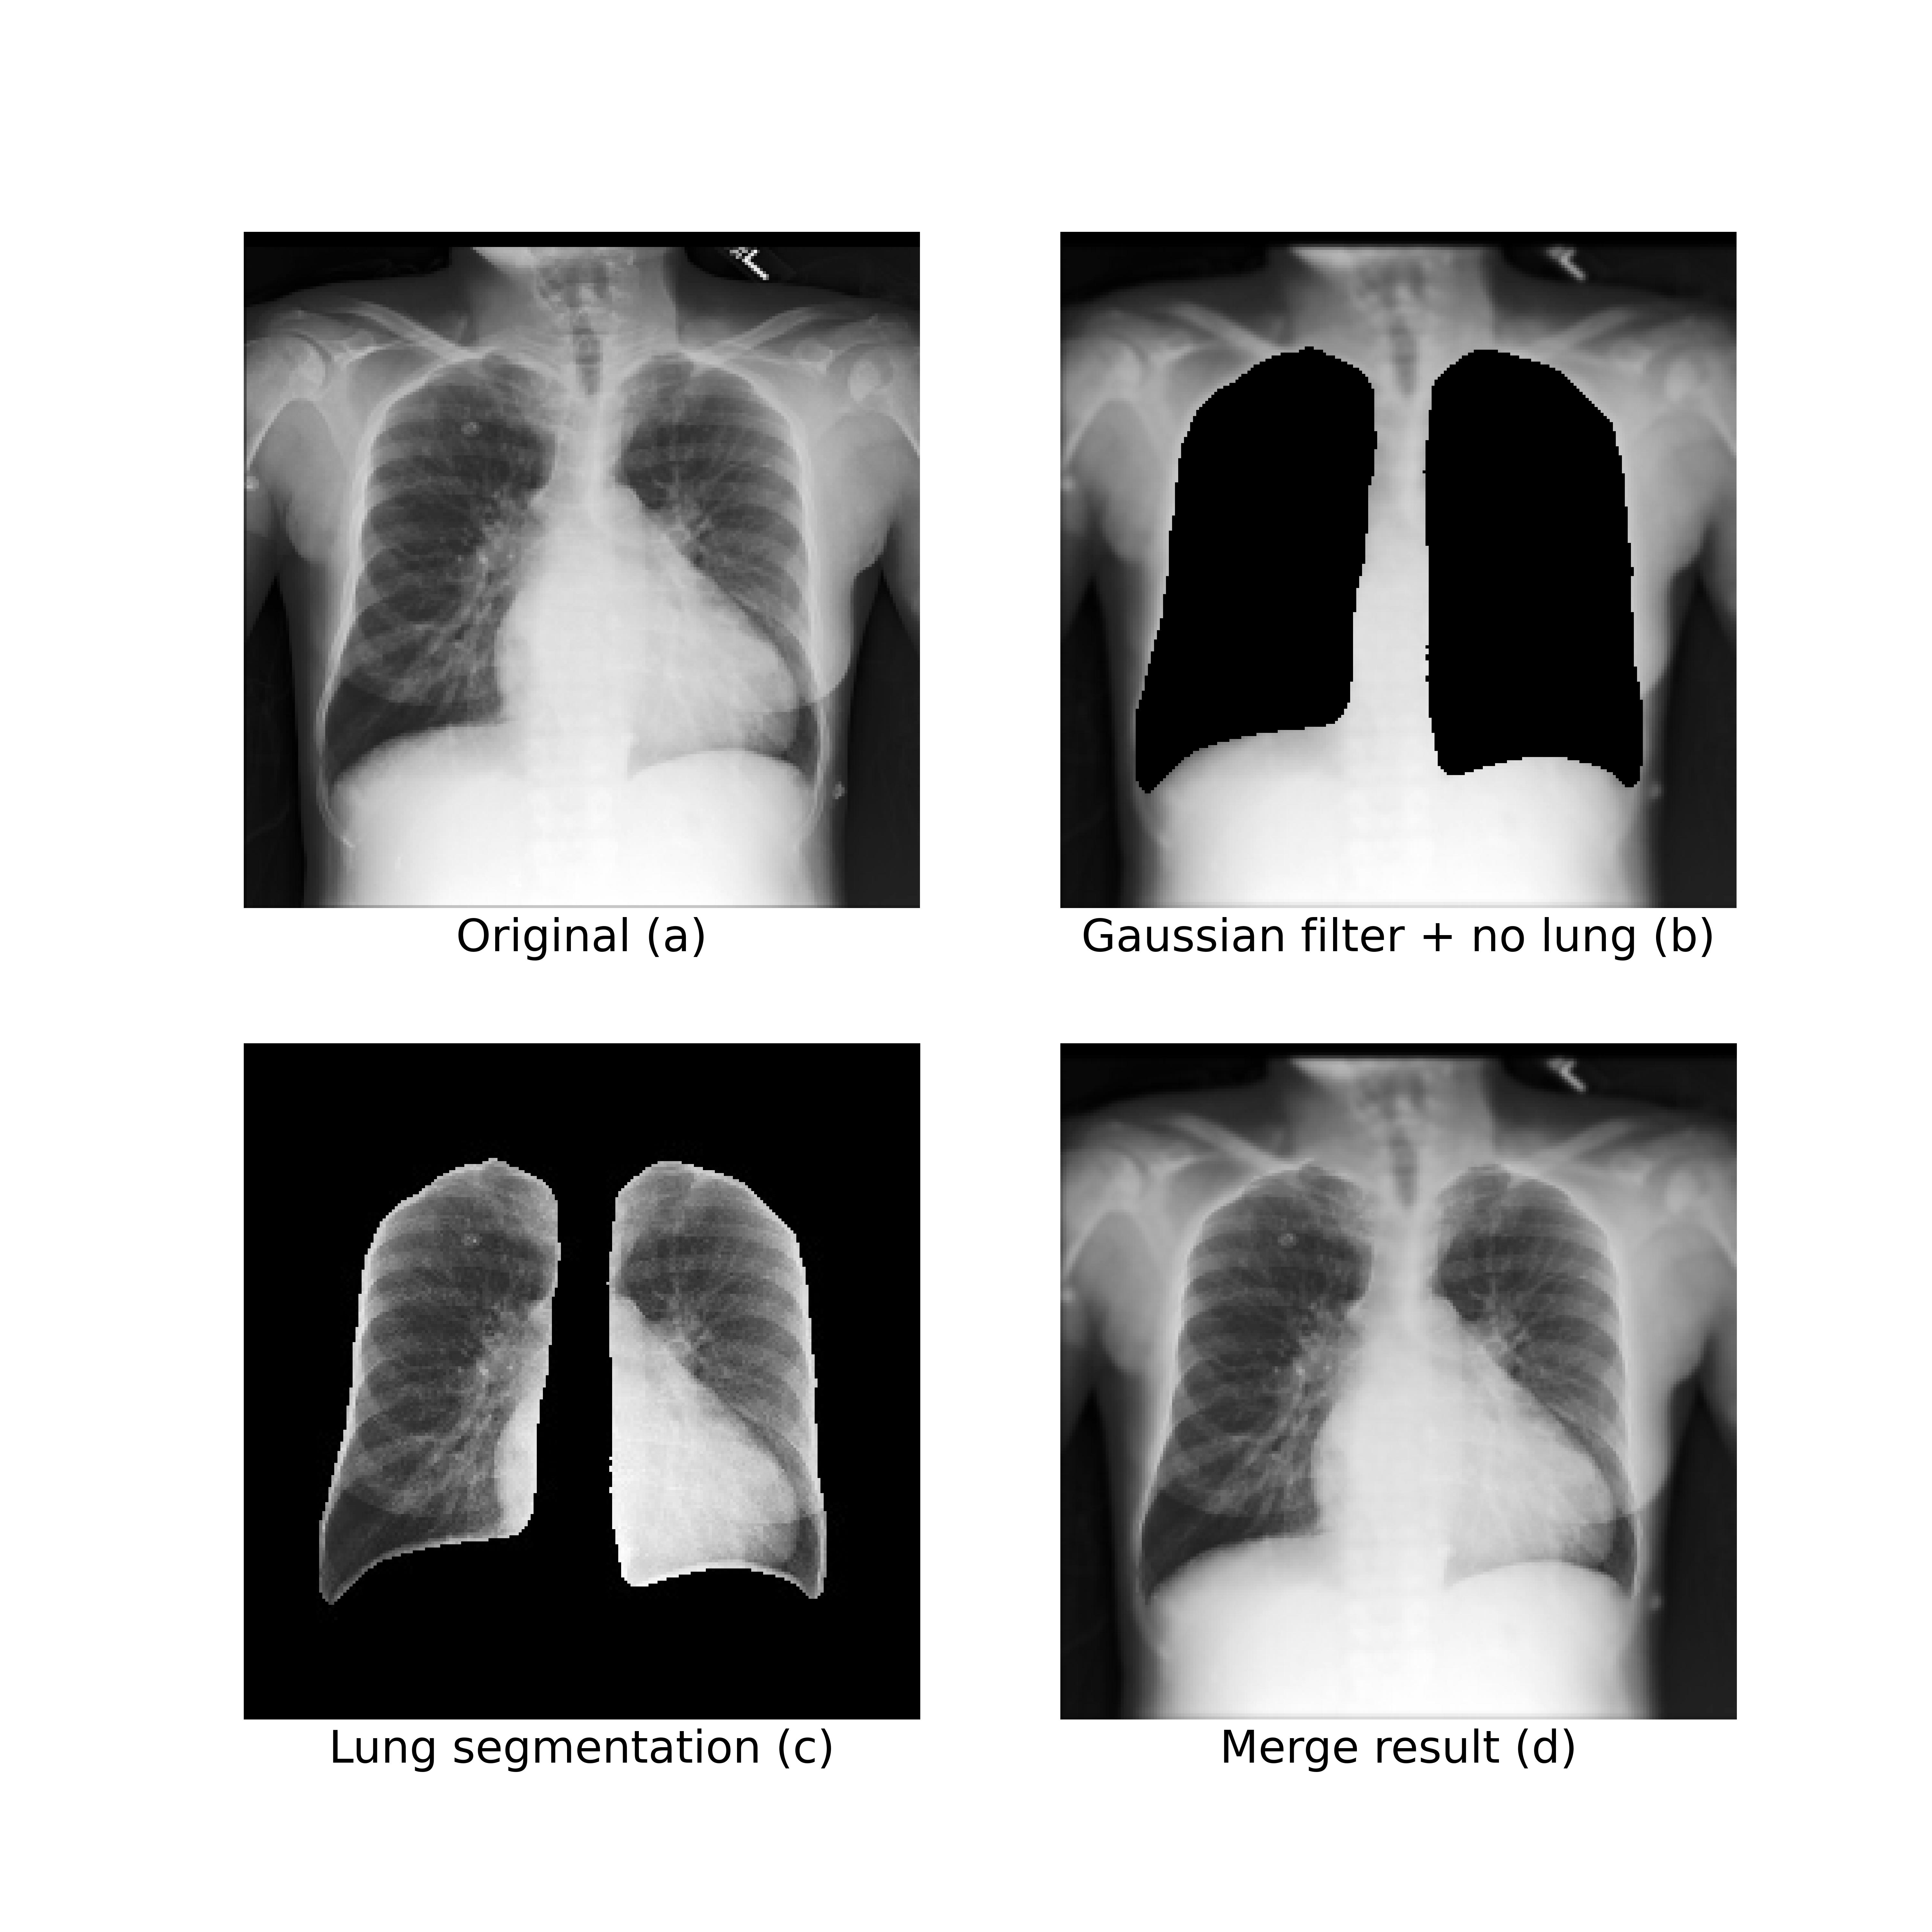 Original (a)
Gaussian filter + no lung (b)
Lung segmentation (c)
Merge result (d)